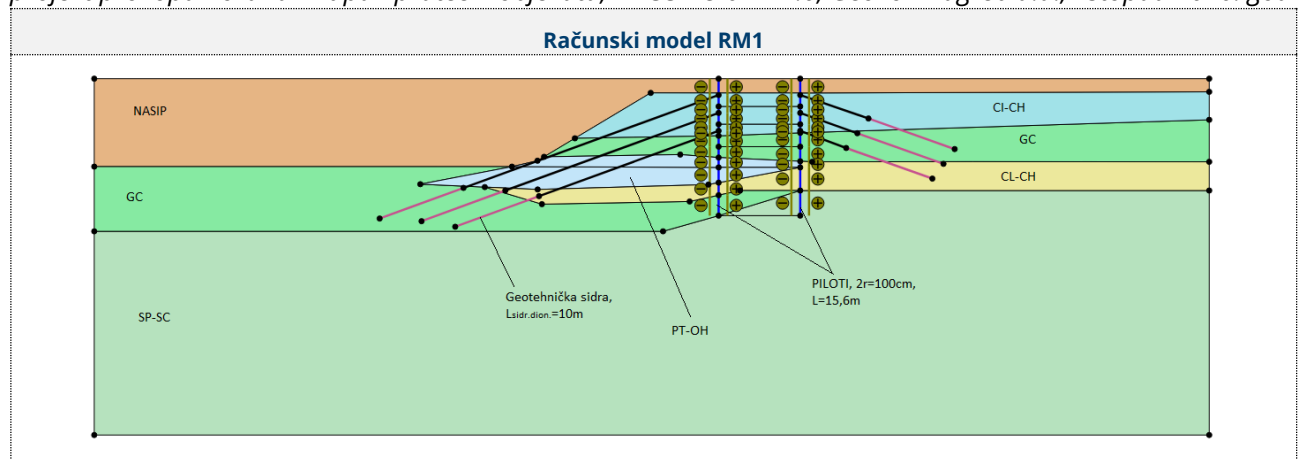 Računski model RM1
NASIP
CI-CH
GC
GC
CL-CH
Geotehnička sidra,
Lsidr.dion.=10m
PILOTI, 2r=100cm,
L=15,6m
SP-SC
PT-OH